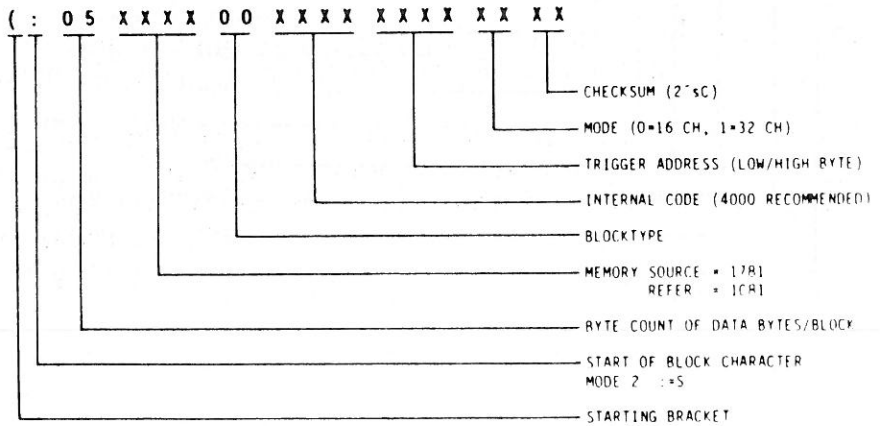 ( : 0 5 X X X X 0 0 X X X X X X X X X X X X
CHECKSUM (2´sC)
MODE (0=16 CH, 1=32 CH)
TRIGGER ADDRESS (LOW/HIGH BYTE)
INTERNAL CODE (4000 RECOMMENDED)
BLOCKTYPE
MEMORY SOURCE = 17B1
REFER = 1CB1
BYTE COUNT OF DATA BYTES/BLOCK
START OF BLOCK CHARACTER
MODE 2 :=S
STARTING BRACKET